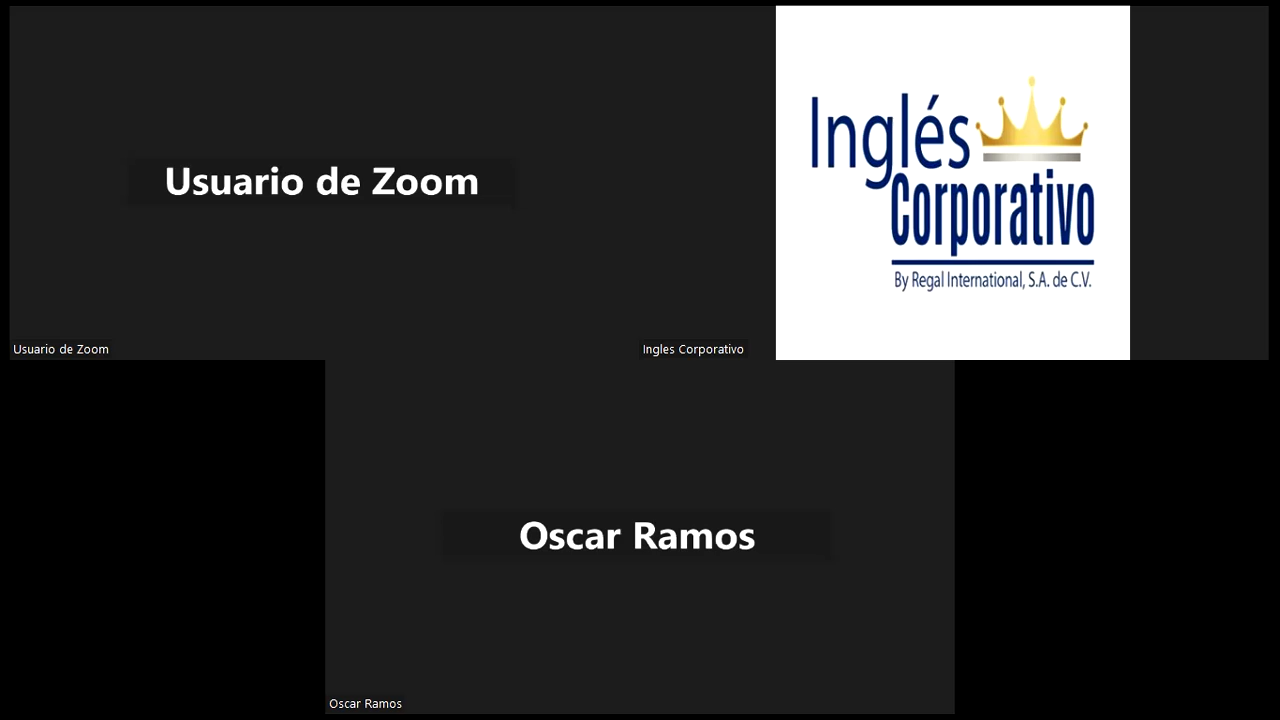 Usuario de Zoom
Usuario de Zoom
Inglés
Corporativo
By Regal International, S.A. de C.V.
Ingles Corporativo
Oscar Ramos
Oscar Ramos